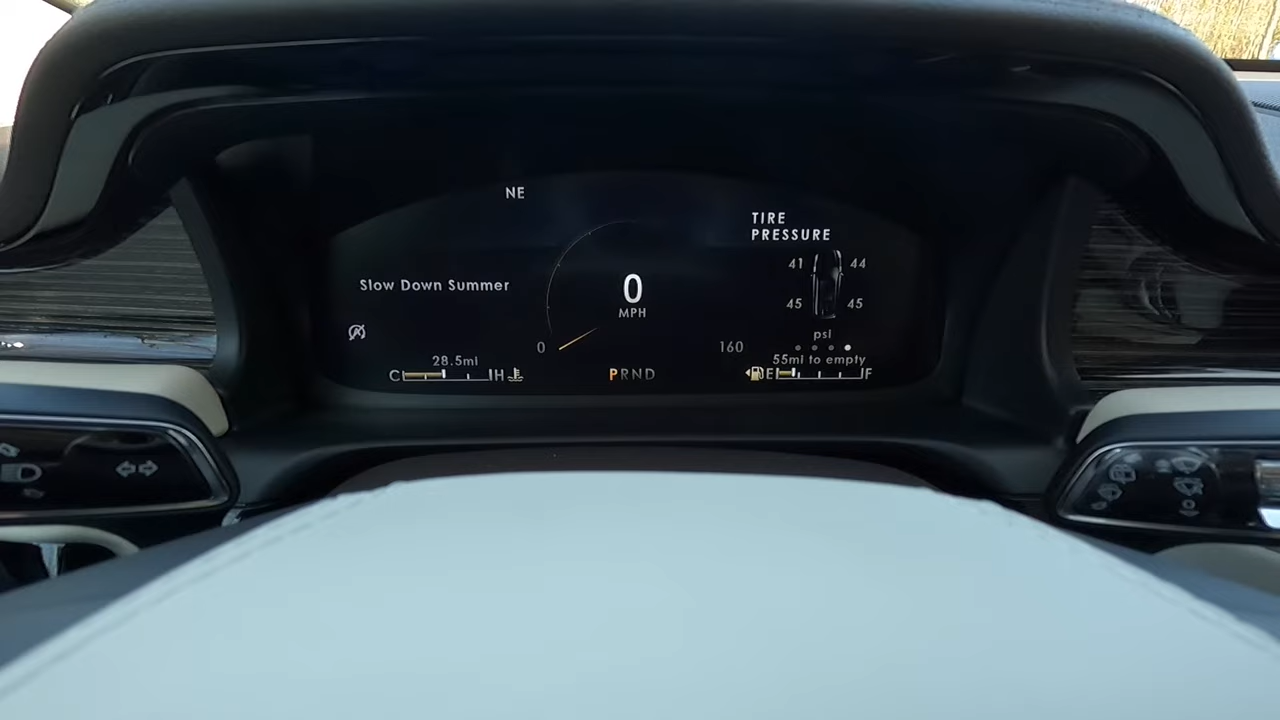 NE
TIRE
PRESSURE
41 44
Slow Down Summer
0
MPH
45 45
psi
0 160
28.5mi
55mi to empty
C H
PRND
E F